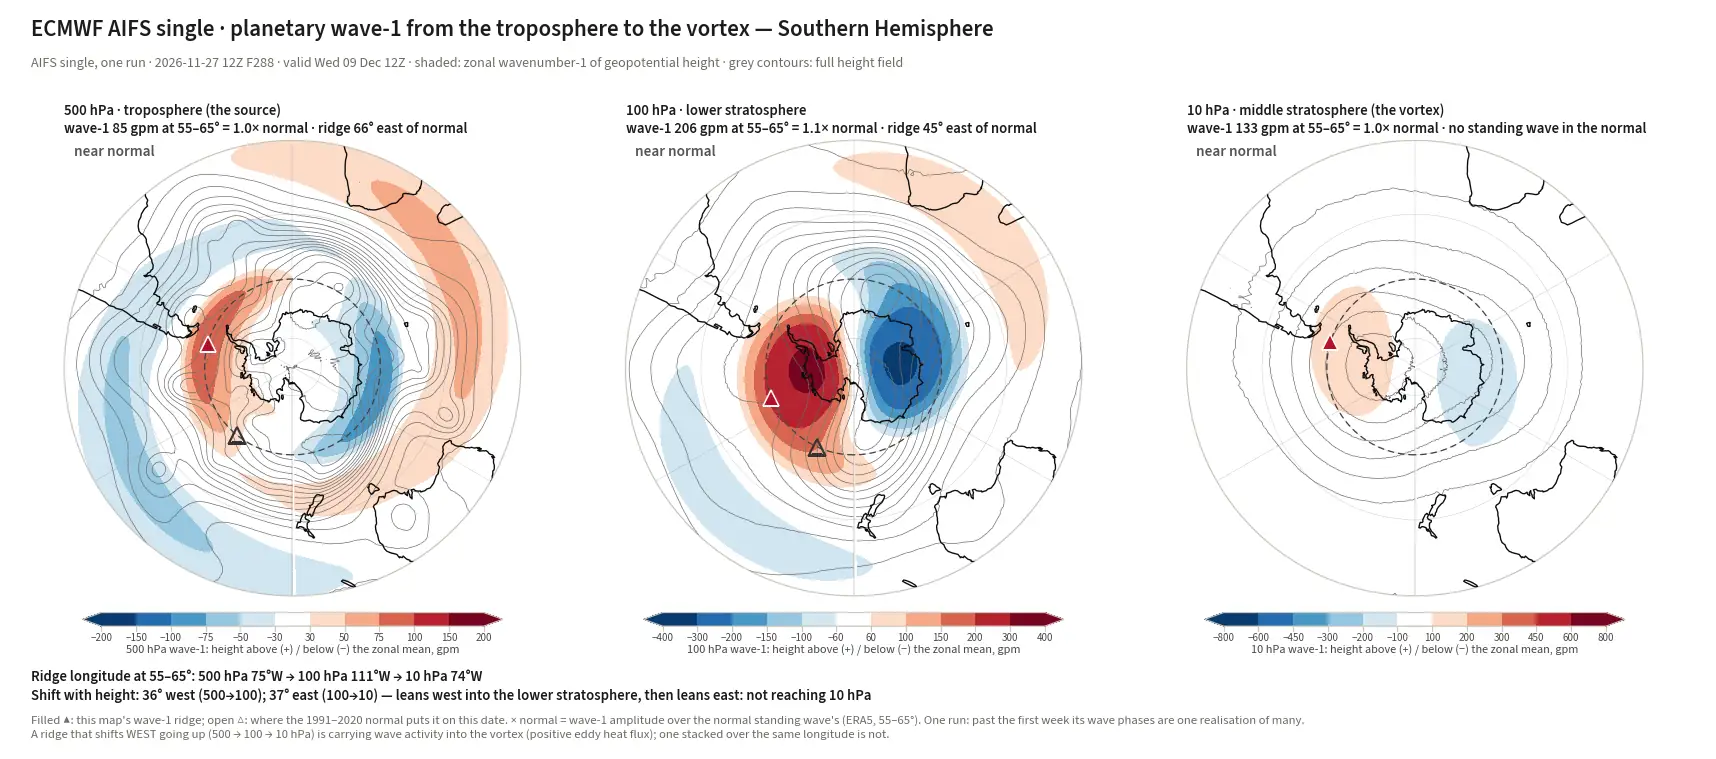 ECMWF AIFS single · planetary wave-1 from the troposphere to the vortex — Southern Hemisphere
AIFS single, one run · 2026-11-27 12Z F288 · valid Wed 09 Dec 12Z · shaded: zonal wavenumber-1 of geopotential height · grey contours: full height field
500 hPa · troposphere (the source)
wave-1 85 gpm at 55–65° = 1.0× normal · ridge 66° east of normal
near normal
100 hPa · lower stratosphere
wave-1 206 gpm at 55–65° = 1.1× normal · ridge 45° east of normal
near normal
10 hPa · middle stratosphere (the vortex)
wave-1 133 gpm at 55–65° = 1.0× normal · no standing wave in the normal
near normal
−200 −150 −100 −75 −50 −30 30 50 75 100 150 200
500 hPa wave-1: height above (+) / below (−) the zonal mean, gpm
−400 −300 −200 −150 −100 −60 60 100 150 200 300 400
100 hPa wave-1: height above (+) / below (−) the zonal mean, gpm
−800 −600 −450 −300 −200 −100 100 200 300 450 600 800
10 hPa wave-1: height above (+) / below (−) the zonal mean, gpm
Ridge longitude at 55–65°: 500 hPa 75°W → 100 hPa 111°W → 10 hPa 74°W
Shift with height: 36° west (500→100); 37° east (100→10) — leans west into the lower stratosphere, then leans east: not reaching 10 hPa
Filled ▲: this map's wave-1 ridge; open △: where the 1991–2020 normal puts it on this date. × normal = wave-1 amplitude over the normal standing wave's (ERA5, 55–65°). One run: past the first week its wave phases are one realisation of many.
A ridge that shifts WEST going up (500 → 100 → 10 hPa) is carrying wave activity into the vortex (positive eddy heat flux); one stacked over the same longitude is not.